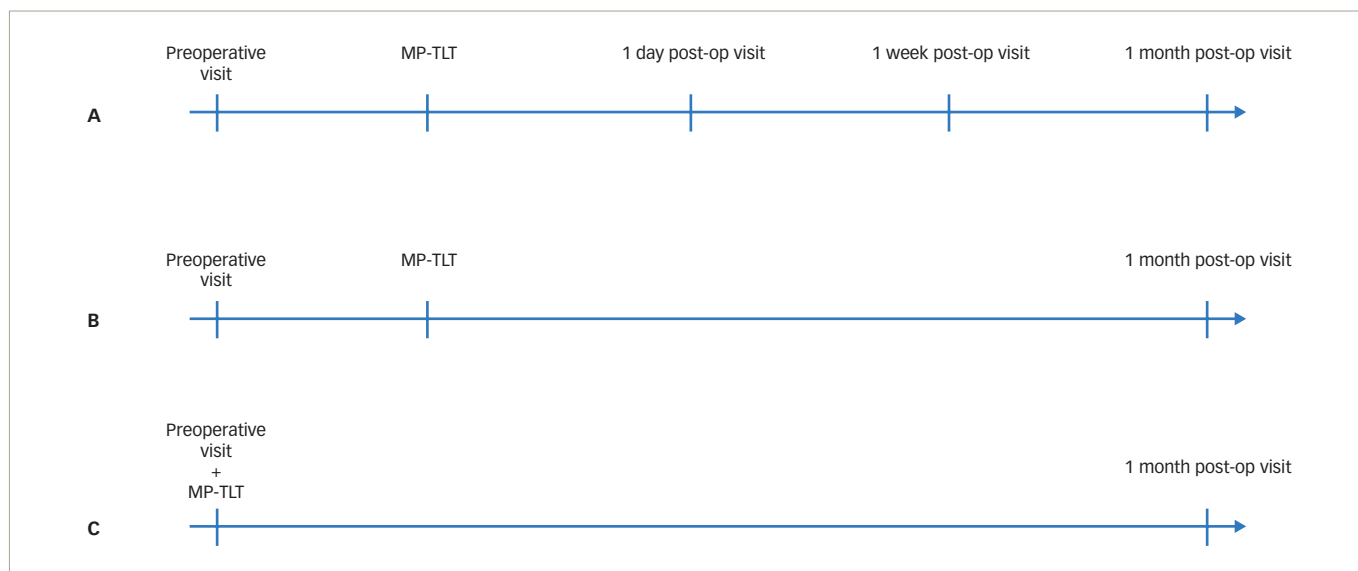 Preoperative
visit
MP-TLT
1 day post-op visit
1 week post-op visit
1 month post-op visit
A
Preoperative
visit
MP-TLT
1 month post-op visit
B
Preoperative
visit
+
MP-TLT
1 month post-op visit
C